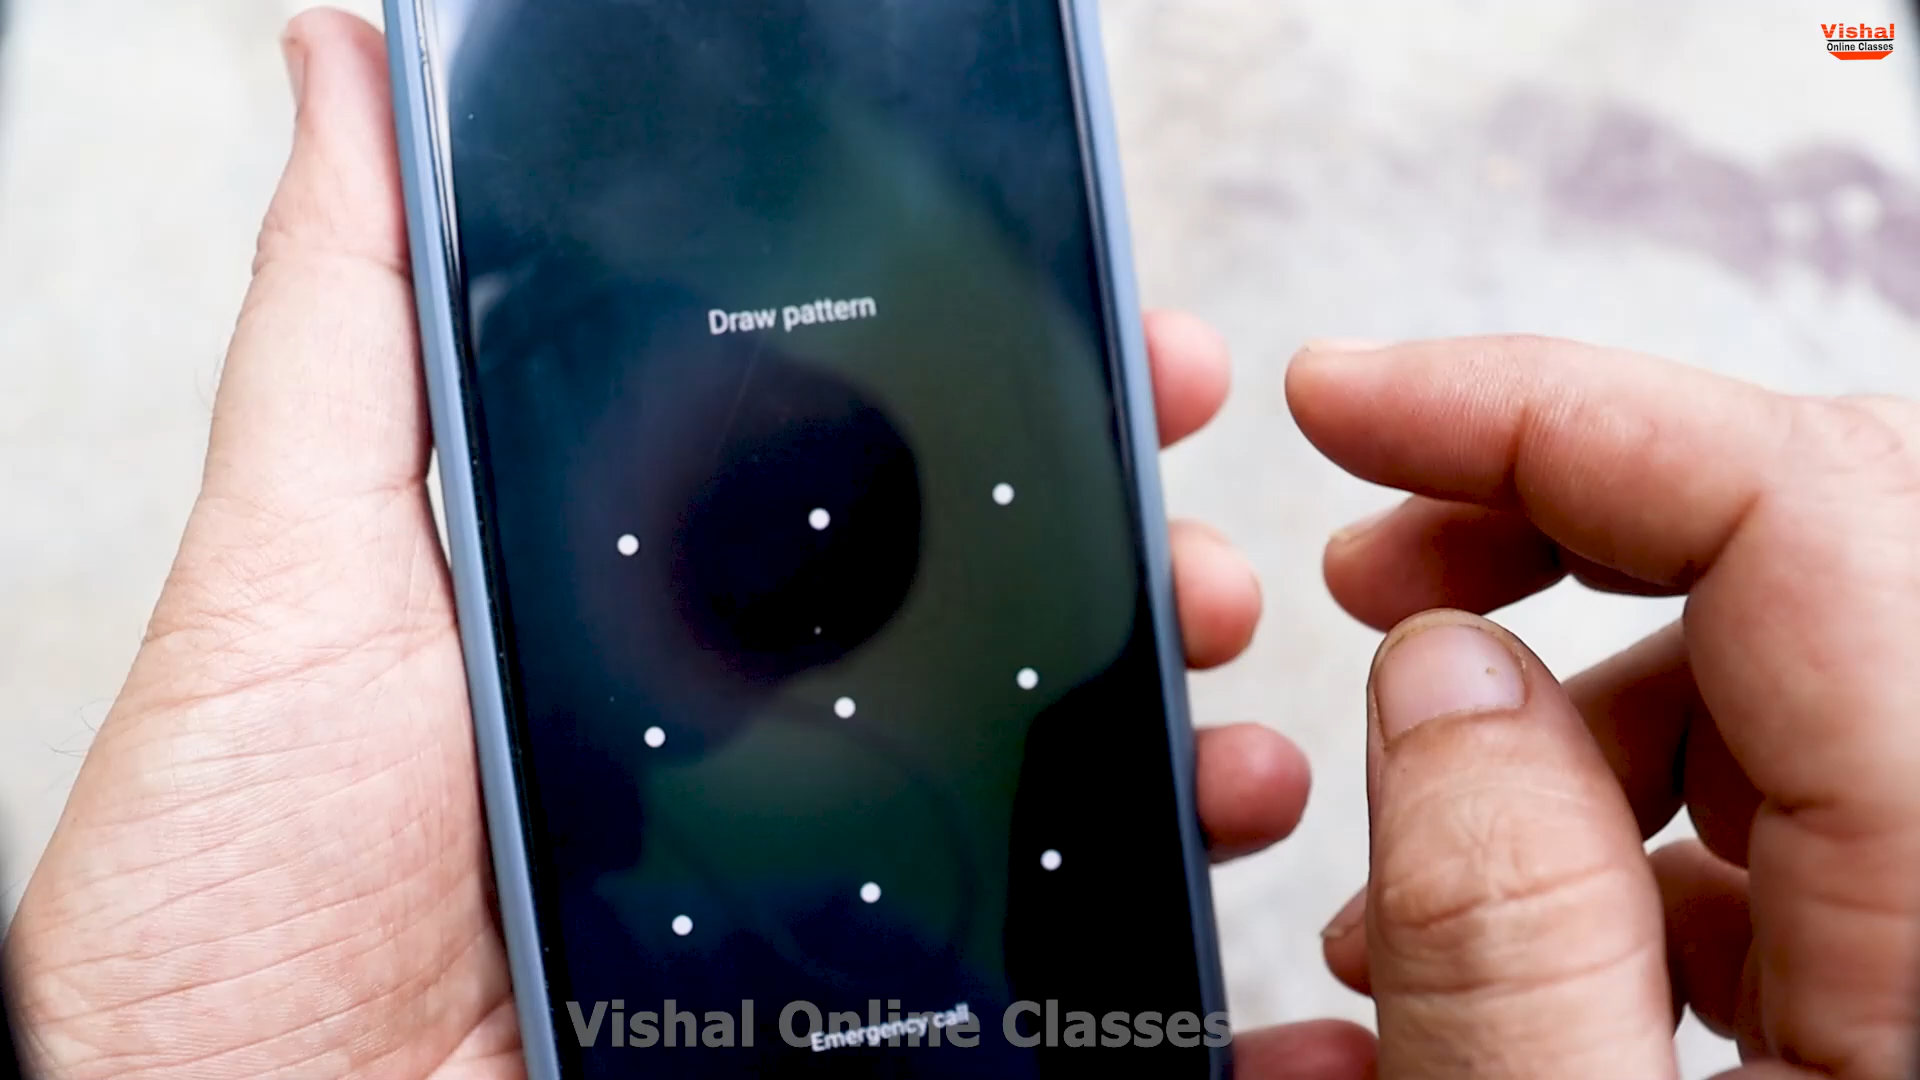 Vishal
Online Classes
Draw pattern
Emergency call
Vishal Online Classes